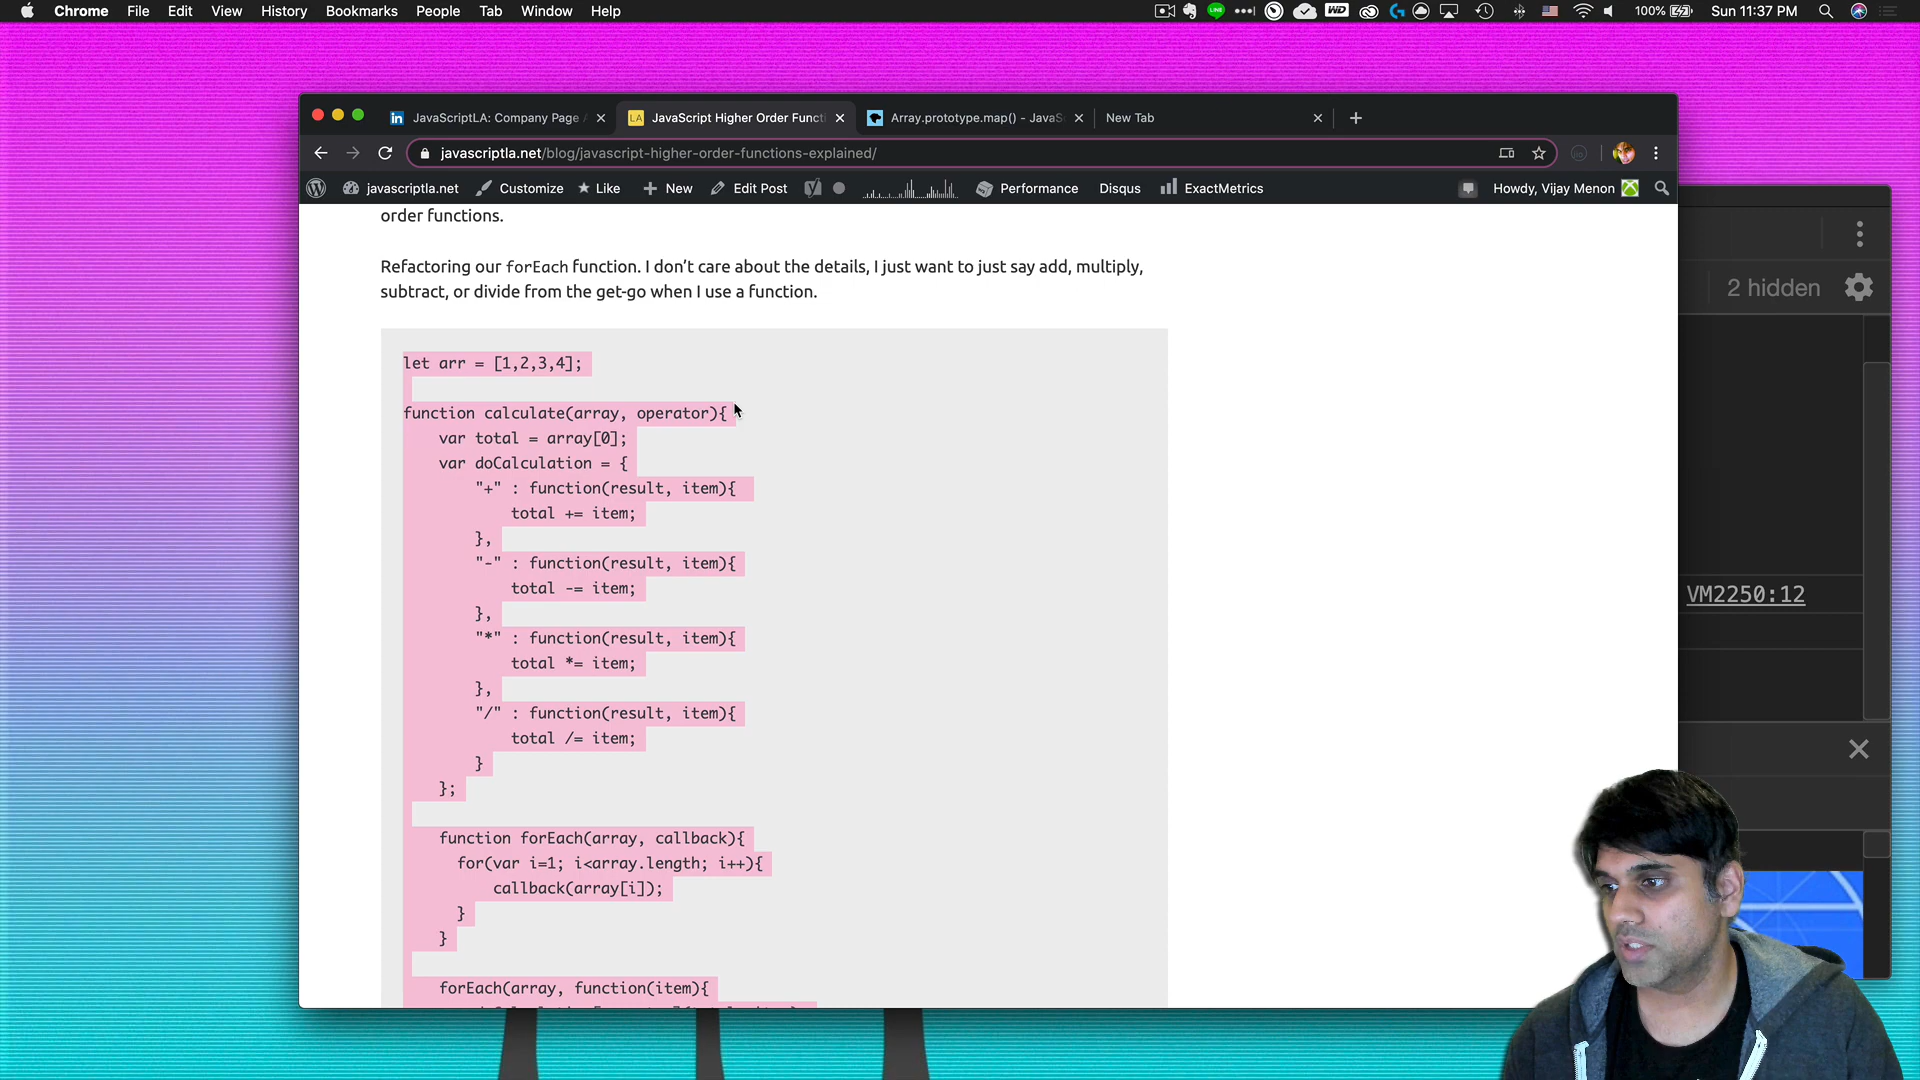 Chrome File Edit View History Bookmarks People Tab Window Help
WD 100% Sun 11:37 PM
JavaScriptLA: Company Page
JavaScript Higher Order Functi
Array.prototype.map() - JavaS
New Tab
javascriptla.net/blog/javascript-higher-order-functions-explained/
javascriptla.net Customize Like New Edit Post Performance Disqus ExactMetrics Howdy, Vijay Menon
order functions.
Refactoring our forEach function. I don't care about the details, I just want to just say add, multiply,
subtract, or divide from the get-go when I use a function.
let arr = [1,2,3,4];
function calculate(array, operator){
var total = array[0];
var doCalculation = {
"+" : function(result, item){
total += item;
},
"-" : function(result, item){
total -= item;
},
"*" : function(result, item){
total *= item;
},
"/" : function(result, item){
total /= item;
}
};
function forEach(array, callback){
for(var i=1; i<array.length; i++){
callback(array[i]);
}
}
forEach(array, function(item){
2 hidden
VM2250:12